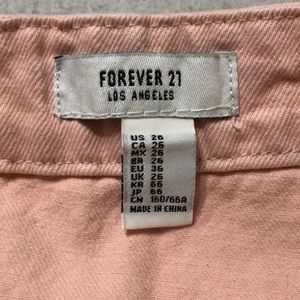 FOREVER 21
LOS ANGELES
US 26
CA 26
MX 26
BR 26
EU 36
UK 26
KR 66
JP 66
CN 160/66A
MADE IN CHINA